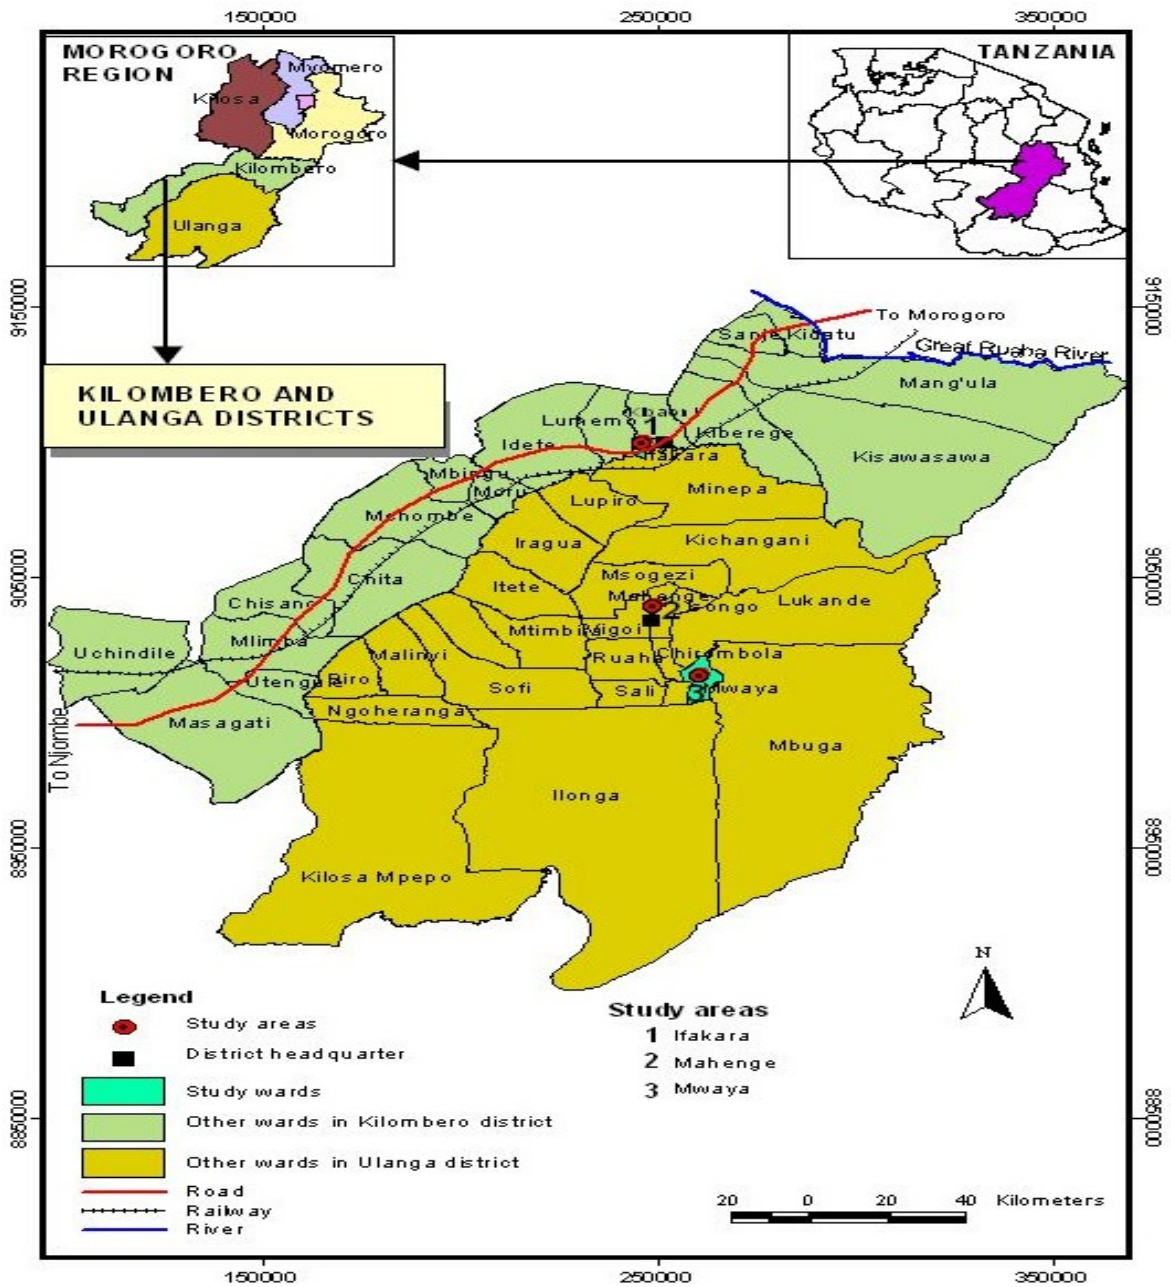 150000 250000 350000
MOROGORO
REGION
Mvomero
Kilosa
Morogoro
Kilombero
Ulanga
TANZANIA
9150000
9150000
To Morogoro
Great Ruaha River
Sanje Kidatu
Mang'ula
KILOMBERO AND
ULANGA DISTRICTS
Lumemo
1
Kiberege
Idete
Ifakara
Kisawasawa
Mbingu
Mofu
Minepa
Lupiro
Mchombe
Iragua
Kichangani
9050000
9050000
Chita
Msogezi
Itete
Mahenge
Lukande
Chisano
2
Mtimbira
Mlimba
Uchindile
Malinyi
Ruaha
Chirombola
Utengule
Biro
Sofi
Sali
3
Mwaya
Ngoheranga
Masagati
Mbuga
To Njombe
Ilonga
8950000
8950000
Kilosa Mpepo
N
Legend
Study areas
District headquarter
Study wards
Other wards in Kilombero district
Other wards in Ulanga district
Road
Railway
River
Study areas
1 Ifakara
2 Mahenge
3 Mwaya
8850000
8850000
20 0 20 40 Kilometers
150000 250000 350000